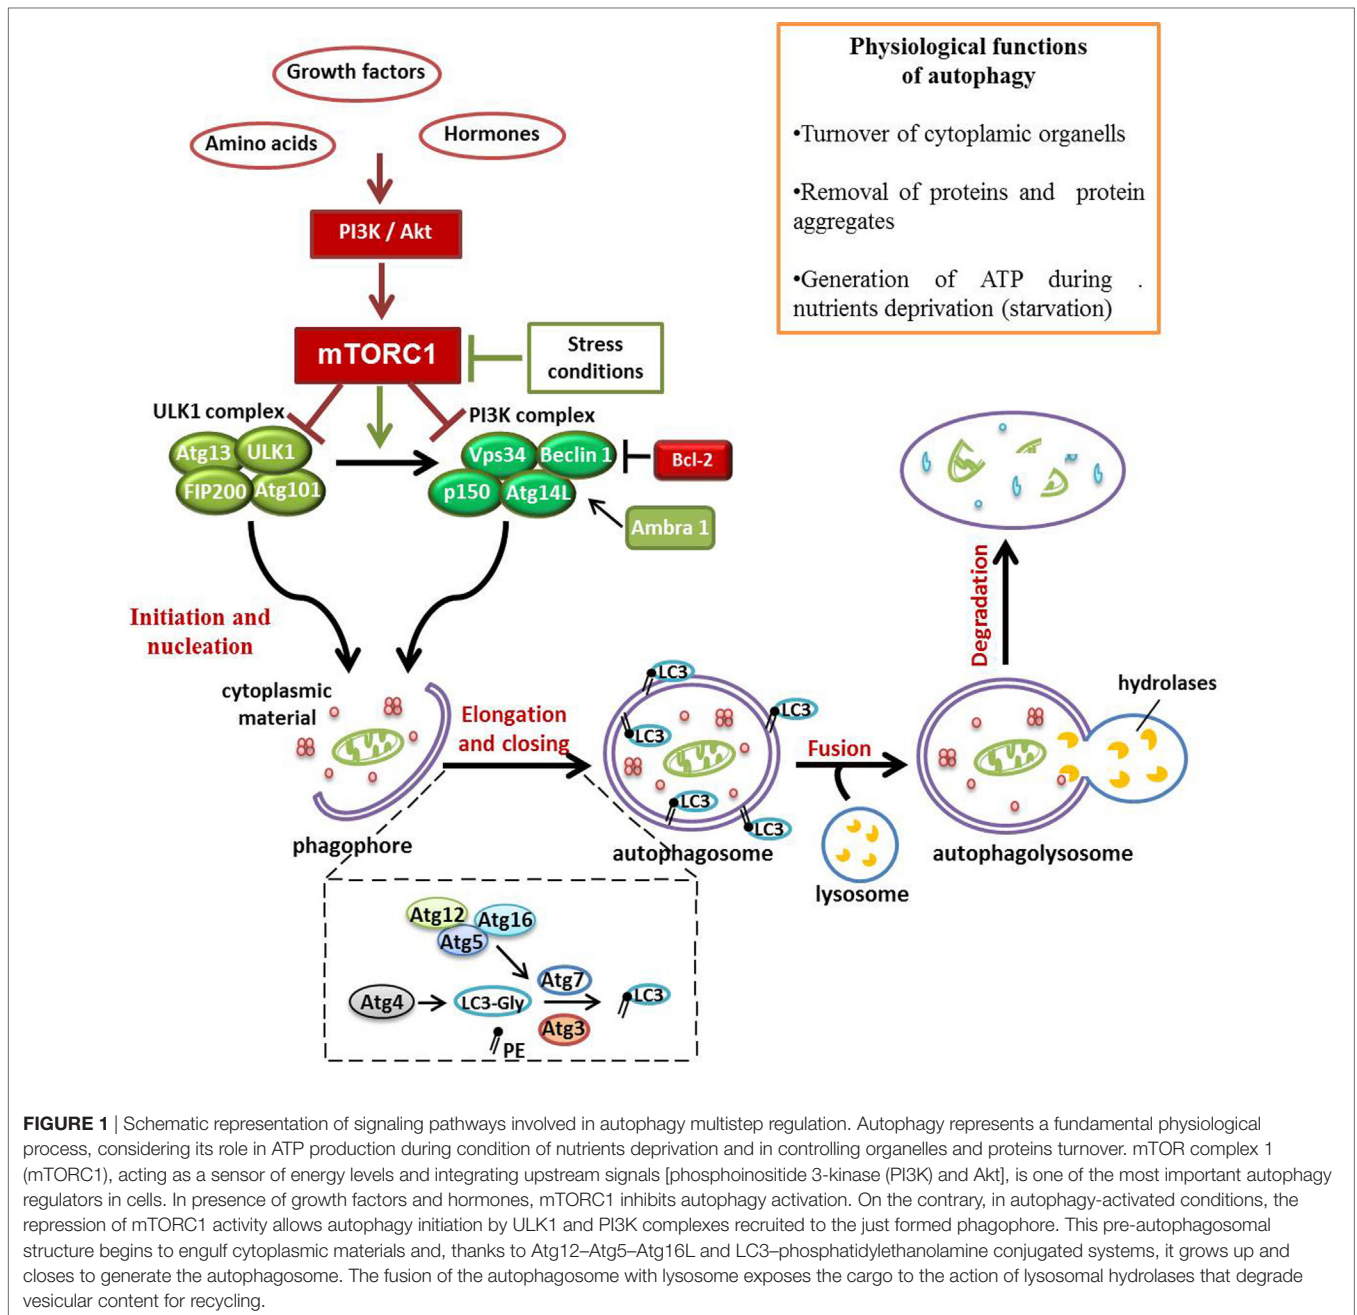 Growth factors
Amino acids
Hormones
PI3K / Akt
mTORC1
Stress
conditions
ULK1 complex
PI3K complex
Atg13
ULK1
FIP200
Atg101
Vps34
Beclin 1
p150
Atg14L
Bcl-2
Ambra 1
Physiological functions
of autophagy
•Turnover of cytoplamic organells
•Removal of proteins and protein
aggregates
•Generation of ATP during .
nutrients deprivation (starvation)
Initiation and
nucleation
cytoplasmic
material
phagophore
Elongation
and closing
LC3
LC3
LC3
LC3
LC3
autophagosome
Fusion
lysosome
Degradation
hydrolases
autophagolysosome
Atg12
Atg16
Atg5
Atg4
LC3-Gly
Atg7
Atg3
LC3
PE
FIGURE 1 | Schematic representation of signaling pathways involved in autophagy multistep regulation. Autophagy represents a fundamental physiological
process, considering its role in ATP production during condition of nutrients deprivation and in controlling organelles and proteins turnover. mTOR complex 1
(mTORC1), acting as a sensor of energy levels and integrating upstream signals [phosphoinositide 3-kinase (PI3K) and Akt], is one of the most important autophagy
regulators in cells. In presence of growth factors and hormones, mTORC1 inhibits autophagy activation. On the contrary, in autophagy-activated conditions, the
repression of mTORC1 activity allows autophagy initiation by ULK1 and PI3K complexes recruited to the just formed phagophore. This pre-autophagosomal
structure begins to engulf cytoplasmic materials and, thanks to Atg12–Atg5–Atg16L and LC3–phosphatidylethanolamine conjugated systems, it grows up and
closes to generate the autophagosome. The fusion of the autophagosome with lysosome exposes the cargo to the action of lysosomal hydrolases that degrade
vesicular content for recycling.